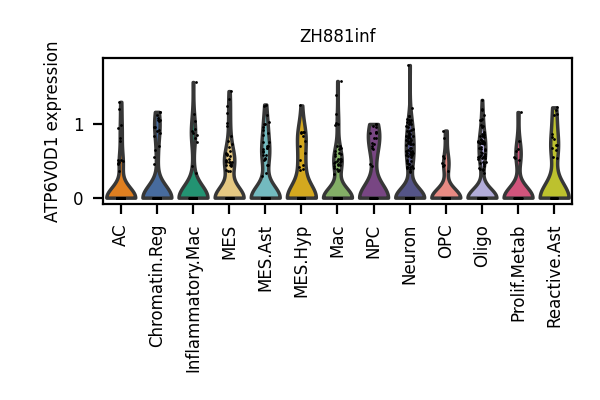 ZH881inf
ATP6V0D1 expression
1
0
AC
Chromatin.Reg
Inflammatory.Mac
MES
MES.Ast
MES.Hyp
Mac
NPC
Neuron
OPC
Oligo
Prolif.Metab
Reactive.Ast